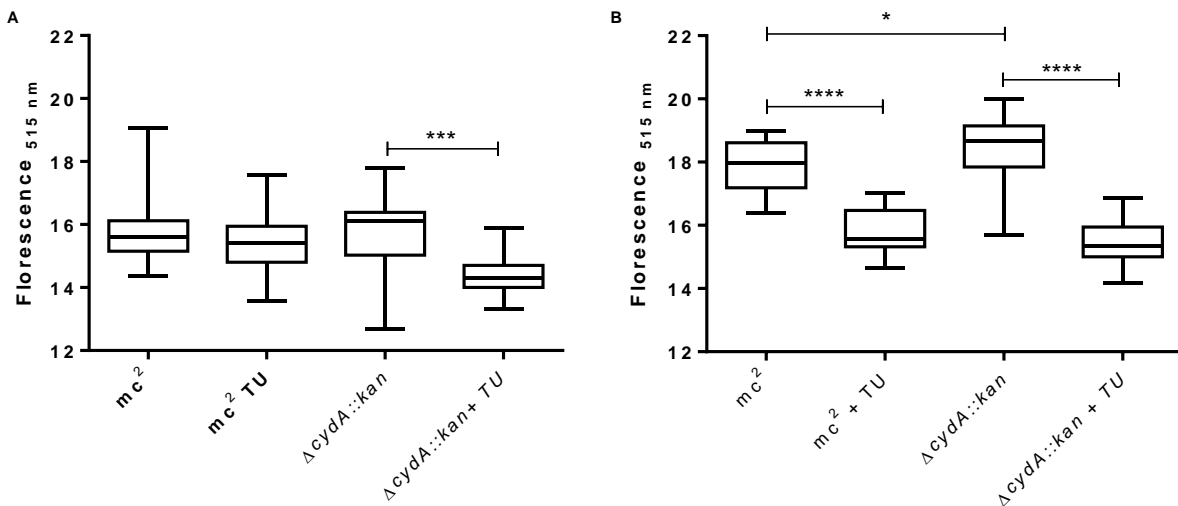 A
Florescence 515 nm
22
20
18
16
14
12
***
mc²
mc² TU
ΔcydA::kan
ΔcydA::kan+ TU
B
Florescence 515 nm
22
20
18
16
14
12
*
****
****
mc²
mc² + TU
ΔcydA::kan
ΔcydA::kan + TU